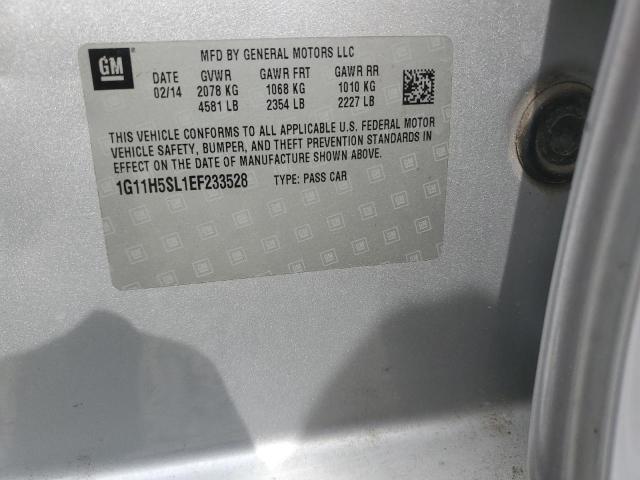 GM
MFD BY GENERAL MOTORS LLC
DATE GVWR GAWR FRT GAWR RR
02/14 2078 KG 1068 KG 1010 KG
4581 LB 2354 LB 2227 LB
THIS VEHICLE CONFORMS TO ALL APPLICABLE U.S. FEDERAL MOTOR
VEHICLE SAFETY, BUMPER, AND THEFT PREVENTION STANDARDS IN
EFFECT ON THE DATE OF MANUFACTURE SHOWN ABOVE.
1G11H5SL1EF233528 TYPE: PASS CAR